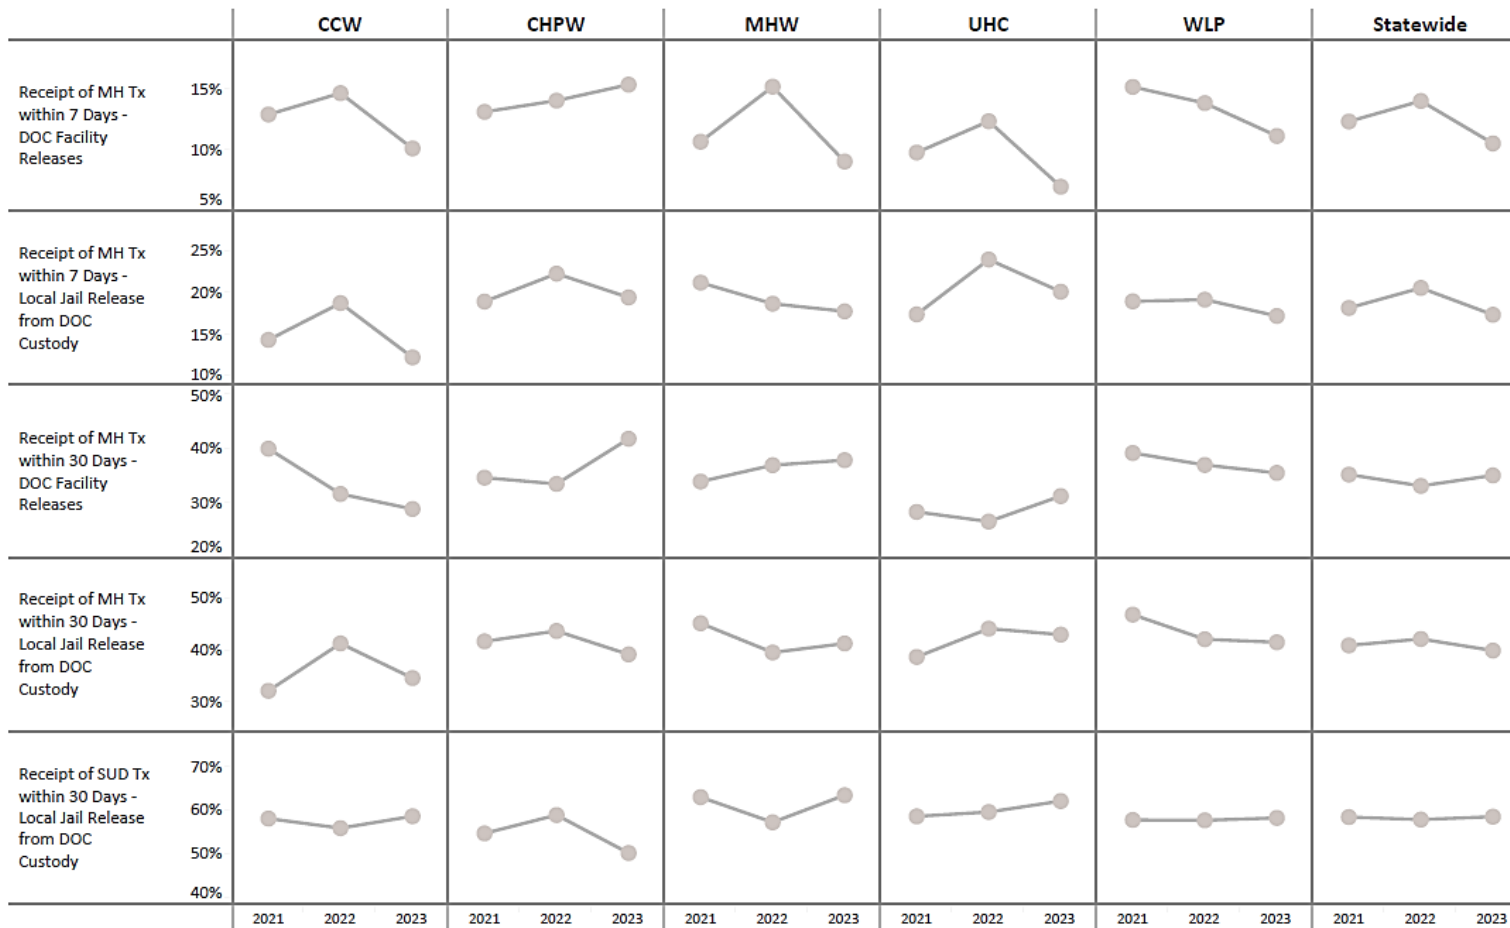 CCW CHPW MHW UHC WLP Statewide
Receipt of MH Tx
within 7 Days -
DOC Facility
Releases
15%
10%
5%
Receipt of MH Tx
within 7 Days -
Local Jail Release
from DOC
Custody
25%
20%
15%
10%
Receipt of MH Tx
within 30 Days -
DOC Facility
Releases
50%
40%
30%
20%
Receipt of MH Tx
within 30 Days -
Local Jail Release
from DOC
Custody
50%
40%
30%
Receipt of SUD Tx
within 30 Days -
Local Jail Release
from DOC
Custody
70%
60%
50%
40%
2021 2022 2023 2021 2022 2023 2021 2022 2023 2021 2022 2023 2021 2022 2023 2021 2022 2023